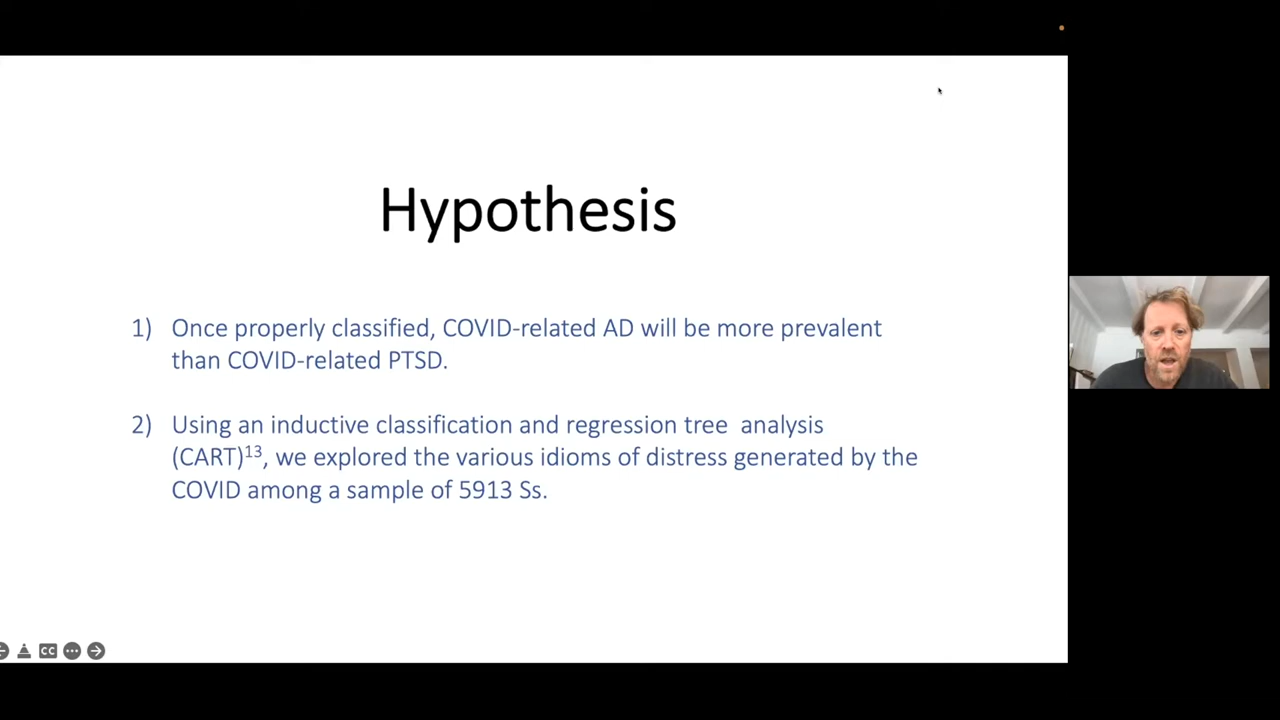 Hypothesis
1) Once properly classified, COVID-related AD will be more prevalent
than COVID-related PTSD.
2) Using an inductive classification and regression tree analysis
(CART)13, we explored the various idioms of distress generated by the
COVID among a sample of 5913 Ss.
CC